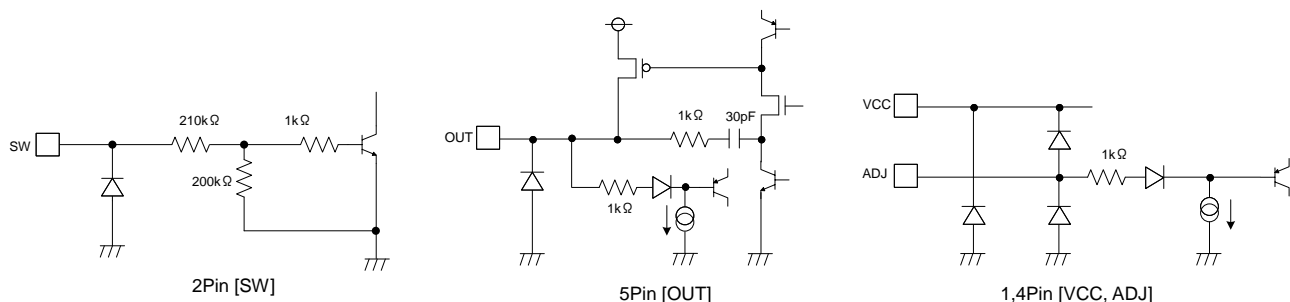 SW
210kΩ
1kΩ
200kΩ
2Pin [SW]
OUT
1kΩ
30pF
1kΩ
5Pin [OUT]
VCC
ADJ
1kΩ
1,4Pin [VCC, ADJ]